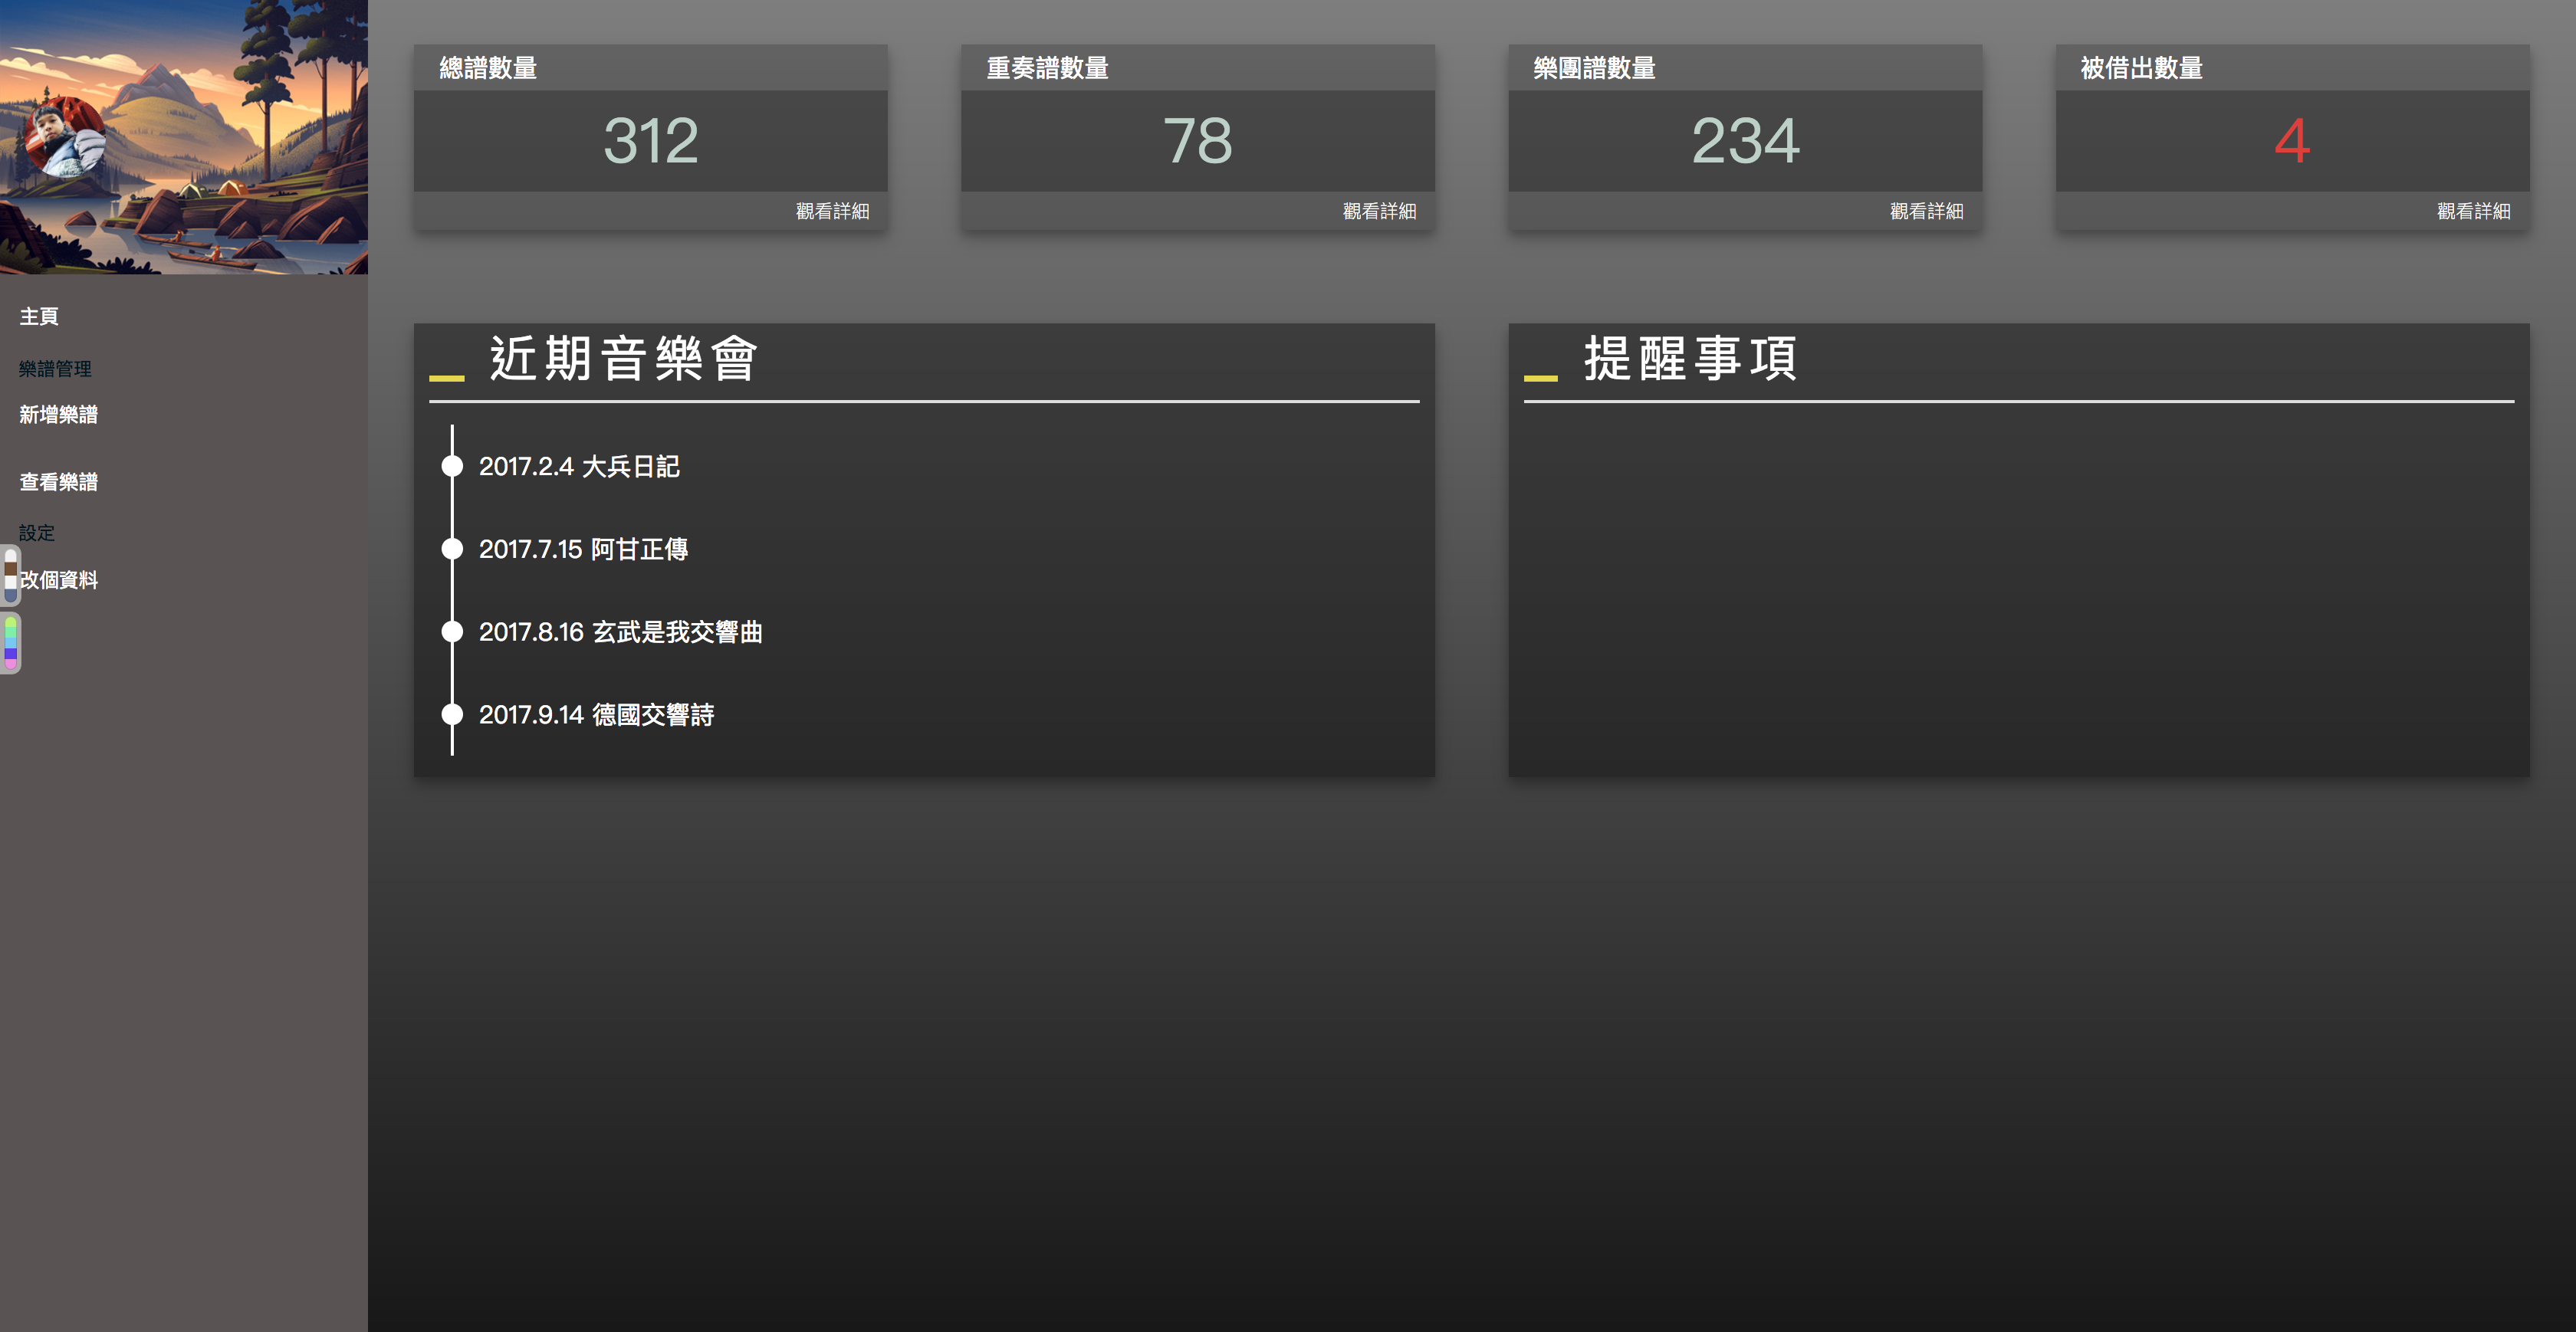 主頁
樂譜管理
新增樂譜
查看樂譜
設定
改個資料
總譜數量
312
觀看詳細
重奏譜數量
78
觀看詳細
樂團譜數量
234
觀看詳細
被借出數量
4
觀看詳細
近期音樂會
2017.2.4 大兵日記
2017.7.15 阿甘正傳
2017.8.16 玄武是我交響曲
2017.9.14 德國交響詩
提醒事項